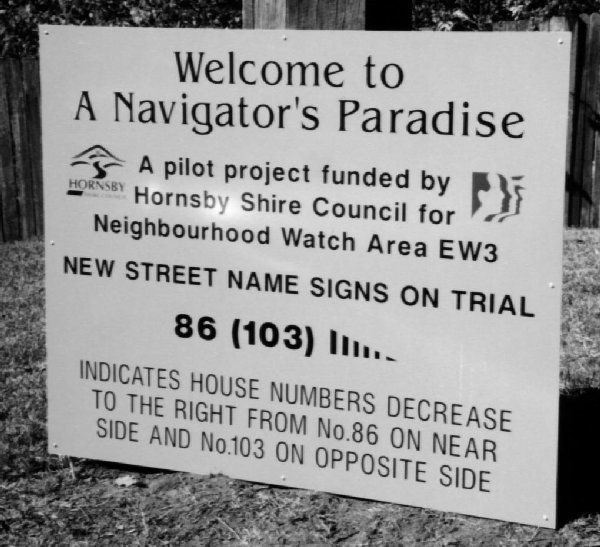 Welcome to
A Navigator's Paradise
HORNSBY
SHIRE COUNCIL
A pilot project funded by
Hornsby Shire Council for
Neighbourhood Watch Area EW3
NEW STREET NAME SIGNS ON TRIAL
86 (103)
INDICATES HOUSE NUMBERS DECREASE
TO THE RIGHT FROM No.86 ON NEAR
SIDE AND No.103 ON OPPOSITE SIDE